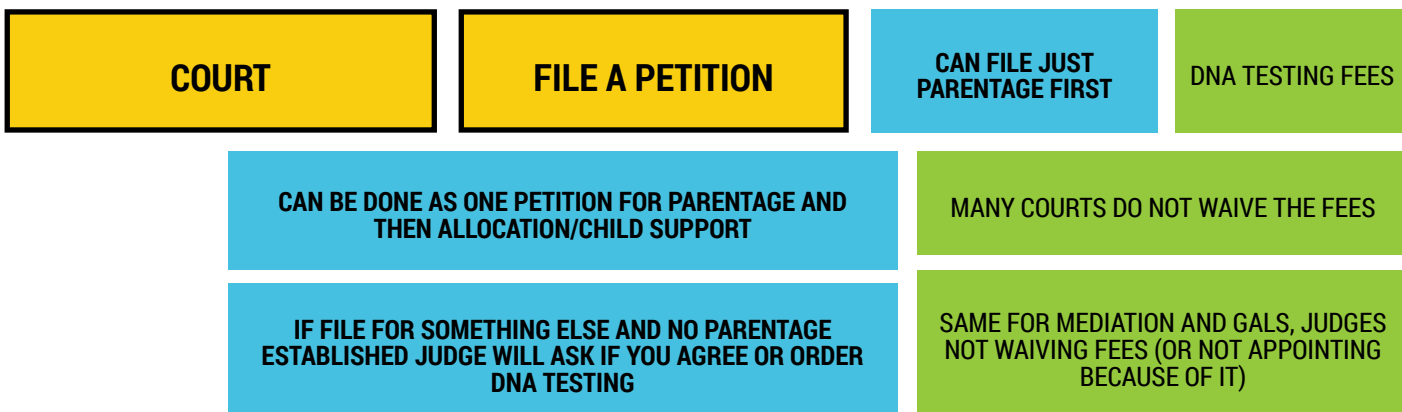 COURT
FILE A PETITION
CAN FILE JUST
PARENTAGE FIRST
DNA TESTING FEES
CAN BE DONE AS ONE PETITION FOR PARENTAGE AND
THEN ALLOCATION/CHILD SUPPORT
MANY COURTS DO NOT WAIVE THE FEES
IF FILE FOR SOMETHING ELSE AND NO PARENTAGE
ESTABLISHED JUDGE WILL ASK IF YOU AGREE OR ORDER
DNA TESTING
SAME FOR MEDIATION AND GALS, JUDGES
NOT WAIVING FEES (OR NOT APPOINTING
BECAUSE OF IT)